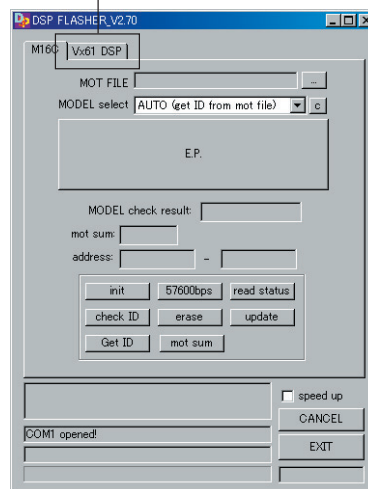 DSP FLASHER_V2.70
M16C Vx61 DSP
MOT FILE ...
MODEL select AUTO (get ID from mot file) c
E.P.
MODEL check result:
mot sum:
address: -
init 57600bps read status
check ID erase update
Get ID mot sum
speed up
CANCEL
COM1 opened!
EXIT